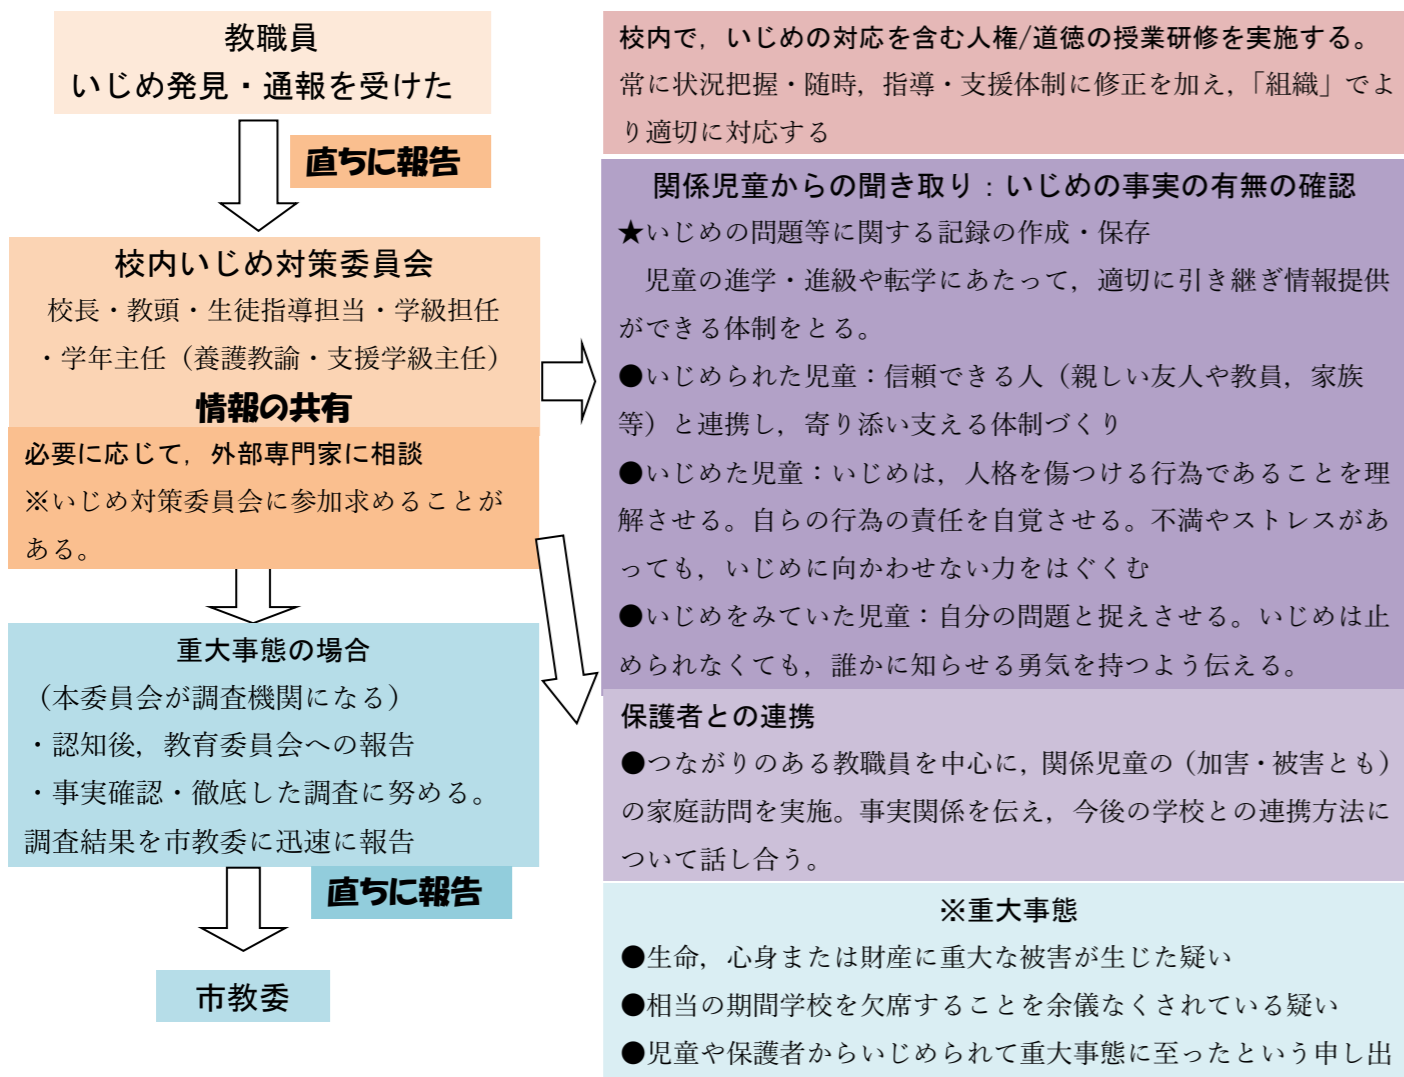 教職員
いじめ発見・通報を受けた
直ちに報告
校内いじめ対策委員会
校長・教頭・生徒指導担当・学級担任
・学年主任（養護教諭・支援学級主任）
情報の共有
必要に応じて，外部専門家に相談
※いじめ対策委員会に参加求めることが
ある。
重大事態の場合
（本委員会が調査機関になる）
・認知後，教育委員会への報告
・事実確認・徹底した調査に努める。
調査結果を市教委に迅速に報告
直ちに報告
市教委
校内で，いじめの対応を含む人権/道徳の授業研修を実施する。
常に状況把握・随時，指導・支援体制に修正を加え，「組織」でよ
り適切に対応する
関係児童からの聞き取り：いじめの事実の有無の確認
★いじめの問題等に関する記録の作成・保存
児童の進学・進級や転学にあたって，適切に引き継ぎ情報提供
ができる体制をとる。
●いじめられた児童：信頼できる人（親しい友人や教員，家族
等）と連携し，寄り添い支える体制づくり
●いじめた児童：いじめは，人格を傷つける行為であることを理
解させる。自らの行為の責任を自覚させる。不満やストレスがあ
っても，いじめに向かわせない力をはぐくむ
●いじめをみていた児童：自分の問題と捉えさせる。いじめは止
められなくても，誰かに知らせる勇気を持つよう伝える。
保護者との連携
●つながりのある教職員を中心に，関係児童の（加害・被害とも）
の家庭訪問を実施。事実関係を伝え，今後の学校との連携方法に
ついて話し合う。
※重大事態
●生命，心身または財産に重大な被害が生じた疑い
●相当の期間学校を欠席することを余儀なくされている疑い
●児童や保護者からいじめられて重大事態に至ったという申し出